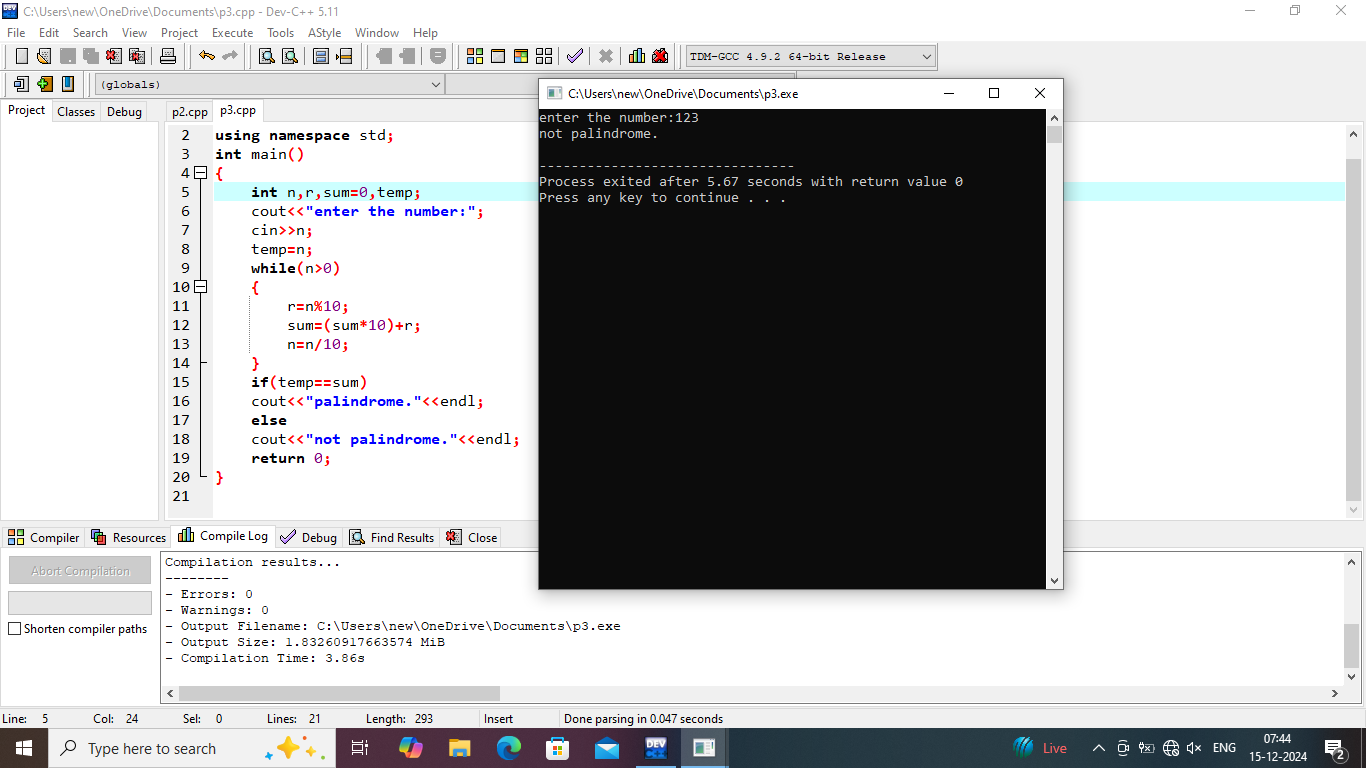 C:\Users\new\OneDrive\Documents\p3.cpp - Dev-C++ 5.11
File Edit Search View Project Execute Tools AStyle Window Help
TDM-GCC 4.9.2 64-bit Release
(globals)
Project Classes Debug
p2.cpp p3.cpp
2 using namespace std;
3 int main()
4 {
5 int n,r,sum=0,temp;
6 cout<<"enter the number:";
7 cin>>n;
8 temp=n;
9 while(n>0)
10 {
11 r=n%10;
12 sum=(sum*10)+r;
13 n=n/10;
14 }
15 if(temp==sum)
16 cout<<"palindrome."<<endl;
17 else
18 cout<<"not palindrome."<<endl;
19 return 0;
20 }
21
C:\Users\new\OneDrive\Documents\p3.exe
enter the number:123
not palindrome.
--------------------------------
Process exited after 5.67 seconds with return value 0
Press any key to continue . . .
Compiler Resources Compile Log Debug Find Results Close
Abort Compilation
Shorten compiler paths
Compilation results...
--------
- Errors: 0
- Warnings: 0
- Output Filename: C:\Users\new\OneDrive\Documents\p3.exe
- Output Size: 1.83260917663574 MiB
- Compilation Time: 3.86s
Line: 5 Col: 24 Sel: 0 Lines: 21 Length: 293 Insert Done parsing in 0.047 seconds
Type here to search
DEV
Live
ENG
07:44
15-12-2024
2